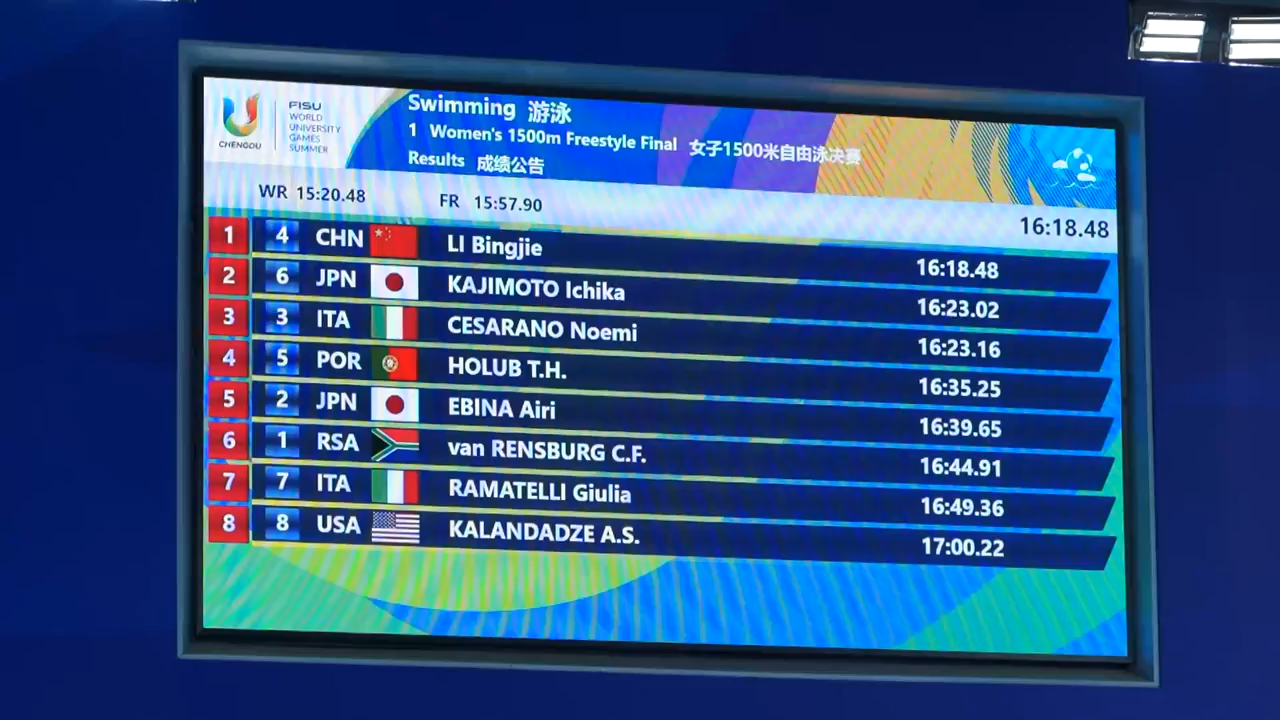 CHENGDU
FISU
WORLD
UNIVERSITY
GAMES
SUMMER
Swimming 游泳
1 Women's 1500m Freestyle Final 女子1500米自由泳决赛
Results 成绩公告
WR 15:20.48 FR 15:57.90 16:18.48
1 4 CHN LI Bingjie 16:18.48
2 6 JPN KAJIMOTO Ichika 16:23.02
3 3 ITA CESARANO Noemi 16:23.16
4 5 POR HOLUB T.H. 16:35.25
5 2 JPN EBINA Airi 16:39.65
6 1 RSA van RENSBURG C.F. 16:44.91
7 7 ITA RAMATELLI Giulia 16:49.36
8 8 USA KALANDADZE A.S. 17:00.22